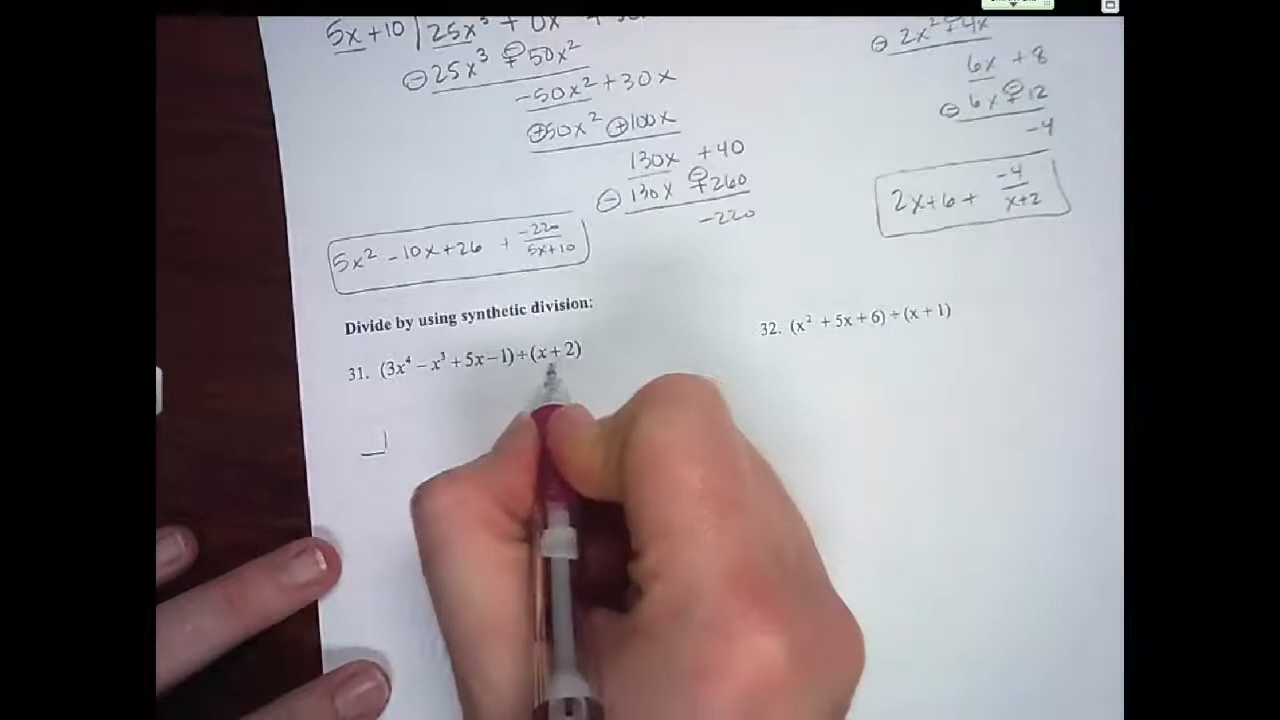 5x +10 25x³ + 0x
⊖ 25x³ + 50x²
-50x² + 30x
⊕50x² ⊕100x
130x + 40
⊖ 130x + 260
-220
5x² - 10x + 26 + -220/5x+10
⊖ 2x² + 4x
6x + 8
⊖ 6x + 12
-4
2x + 6 + -4/x+2
Divide by using synthetic division:
31. (3x⁴ − x³ + 5x − 1) ÷ (x + 2)
32. (x² + 5x + 6) ÷ (x + 1)